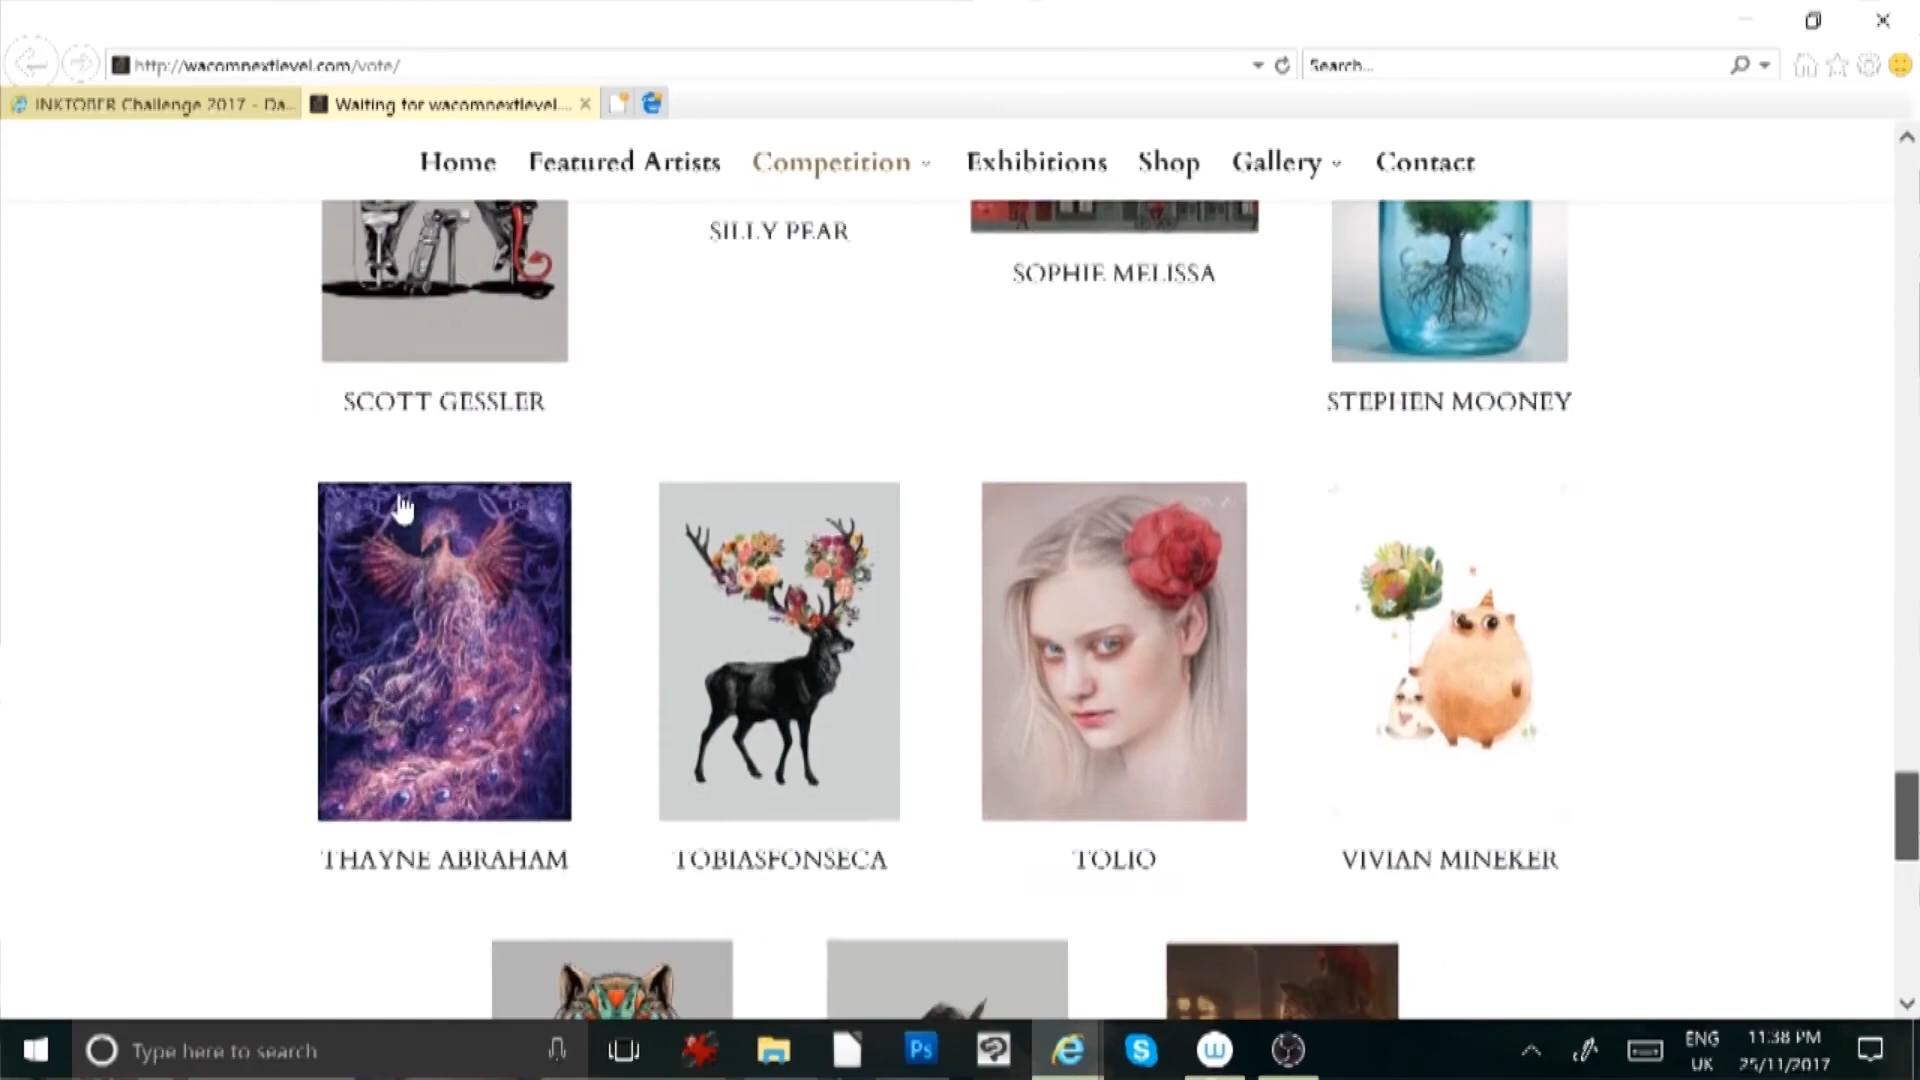 http://wacomnextlevel.com/vote/
Search...
INKTOBER Challenge 2017 - Da...
Waiting for wacomnextlevel....
Home
Featured Artists
Competition
Exhibitions
Shop
Gallery
Contact
SILLY PEAR
SOPHIE MELISSA
SCOTT GESSLER
STEPHEN MOONEY
THAYNE ABRAHAM
TOBIASFONSECA
TOLIO
VIVIAN MINEKER
Type here to search
Ps
ENG
UK
11:38 PM
25/11/2017